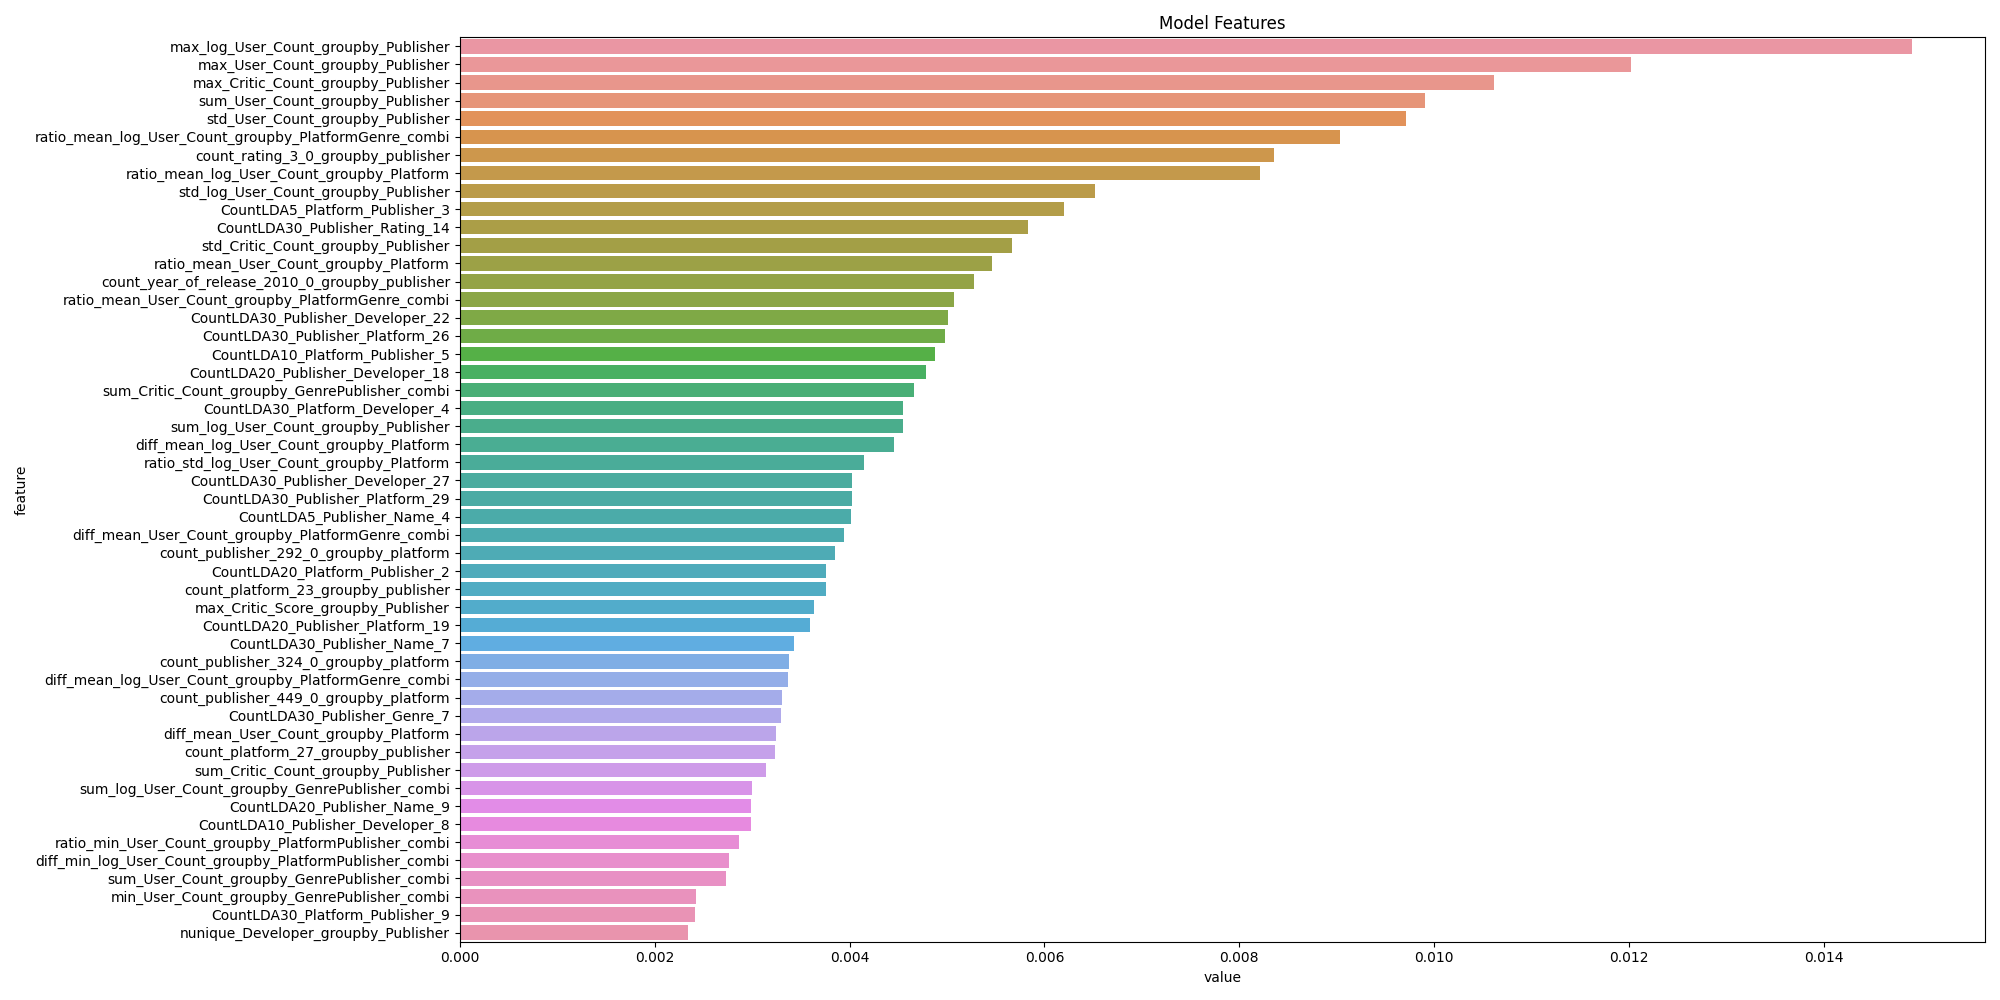 Model Features
max_log_User_Count_groupby_Publisher
max_User_Count_groupby_Publisher
max_Critic_Count_groupby_Publisher
sum_User_Count_groupby_Publisher
std_User_Count_groupby_Publisher
ratio_mean_log_User_Count_groupby_PlatformGenre_combi
count_rating_3_0_groupby_publisher
ratio_mean_log_User_Count_groupby_Platform
std_log_User_Count_groupby_Publisher
CountLDA5_Platform_Publisher_3
CountLDA30_Publisher_Rating_14
std_Critic_Count_groupby_Publisher
ratio_mean_User_Count_groupby_Platform
count_year_of_release_2010_0_groupby_publisher
ratio_mean_User_Count_groupby_PlatformGenre_combi
CountLDA30_Publisher_Developer_22
CountLDA30_Publisher_Platform_26
CountLDA10_Platform_Publisher_5
CountLDA20_Publisher_Developer_18
sum_Critic_Count_groupby_GenrePublisher_combi
CountLDA30_Platform_Developer_4
sum_log_User_Count_groupby_Publisher
diff_mean_log_User_Count_groupby_Platform
ratio_std_log_User_Count_groupby_Platform
CountLDA30_Publisher_Developer_27
CountLDA30_Publisher_Platform_29
CountLDA5_Publisher_Name_4
diff_mean_User_Count_groupby_PlatformGenre_combi
count_publisher_292_0_groupby_platform
CountLDA20_Platform_Publisher_2
count_platform_23_groupby_publisher
max_Critic_Score_groupby_Publisher
CountLDA20_Publisher_Platform_19
CountLDA30_Publisher_Name_7
count_publisher_324_0_groupby_platform
diff_mean_log_User_Count_groupby_PlatformGenre_combi
count_publisher_449_0_groupby_platform
CountLDA30_Publisher_Genre_7
diff_mean_User_Count_groupby_Platform
count_platform_27_groupby_publisher
sum_Critic_Count_groupby_Publisher
sum_log_User_Count_groupby_GenrePublisher_combi
CountLDA20_Publisher_Name_9
CountLDA10_Publisher_Developer_8
ratio_min_User_Count_groupby_PlatformPublisher_combi
diff_min_log_User_Count_groupby_PlatformPublisher_combi
sum_User_Count_groupby_GenrePublisher_combi
min_User_Count_groupby_GenrePublisher_combi
CountLDA30_Platform_Publisher_9
nunique_Developer_groupby_Publisher
feature
0.000 0.002 0.004 0.006 0.008 0.010 0.012 0.014
value